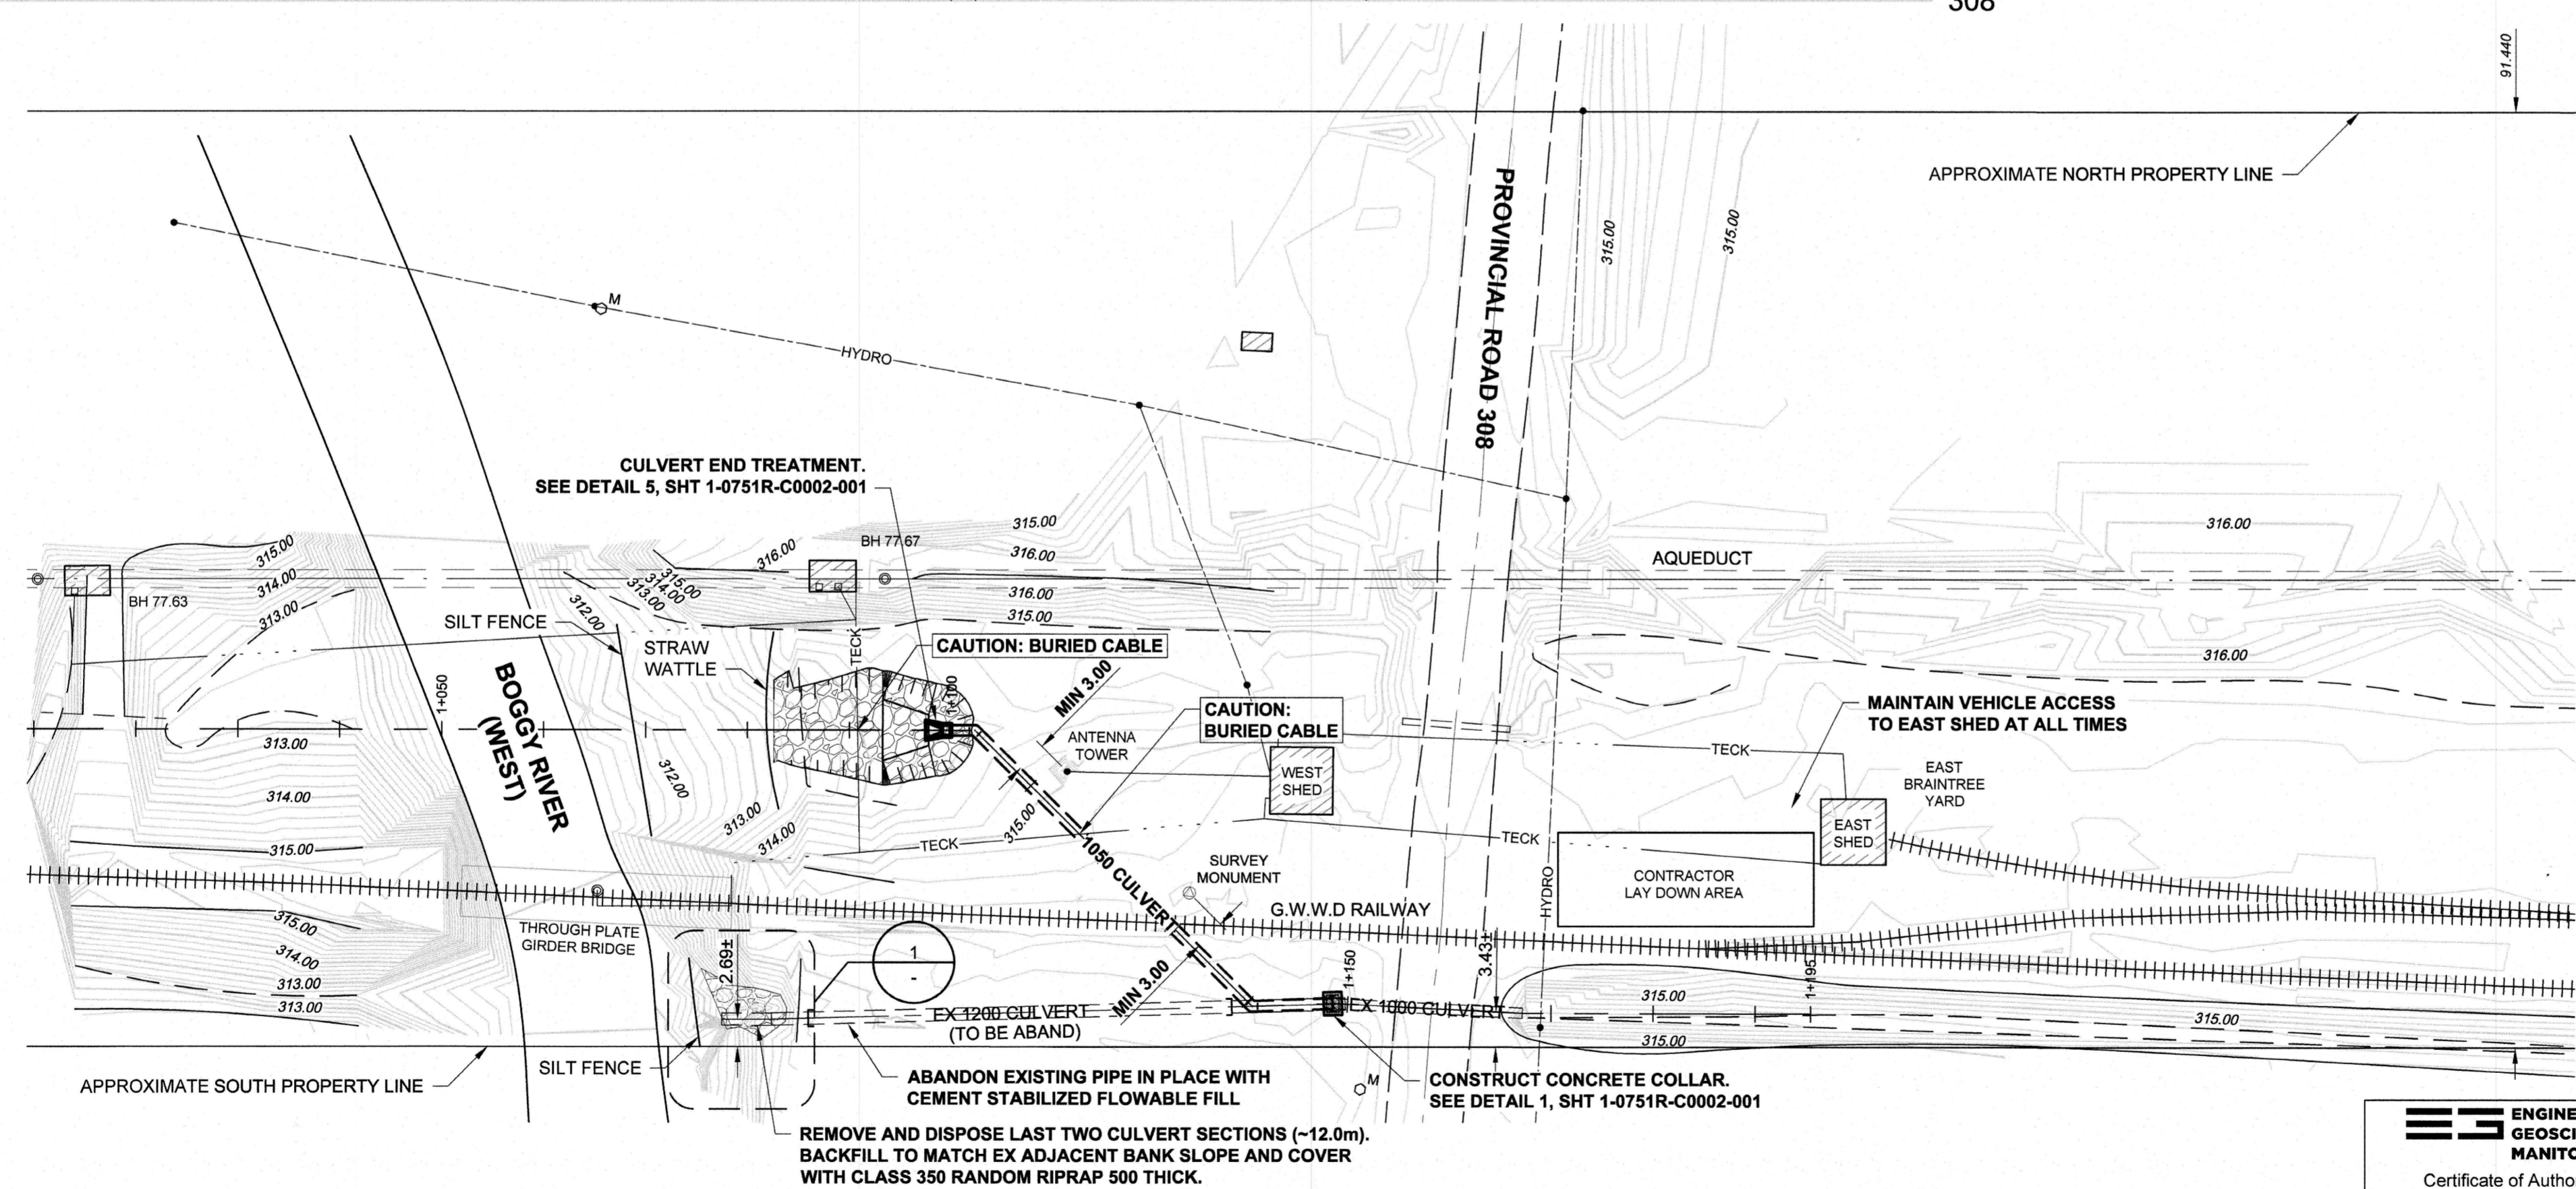 308
91.440
APPROXIMATE NORTH PROPERTY LINE
PROVINCIAL ROAD 308
315.00
315.00
M
HYDRO
CULVERT END TREATMENT.
SEE DETAIL 5, SHT 1-0751R-C0002-001
315.00
316.00
316.00
315.00
BH 77.67
316.00
315.00
314.00
313.00
316.00
AQUEDUCT
315.00
314.00
313.00
BH 77.63
312.00
SILT FENCE
STRAW
WATTLE
TECK
CAUTION: BURIED CABLE
MIN 3.00
316.00
1+050
BOGGY RIVER
(WEST)
1+100
CAUTION:
BURIED CABLE
MAINTAIN VEHICLE ACCESS
TO EAST SHED AT ALL TIMES
ANTENNA
TOWER
313.00
312.00
TECK
WEST
SHED
EAST
BRAINTREE
YARD
314.00
313.00
314.00
315.00
EAST
SHED
315.00
TECK
TECK
1050 CULVERT
SURVEY
MONUMENT
CONTRACTOR
LAY DOWN AREA
HYDRO
G.W.W.D RAILWAY
315.00
314.00
313.00
313.00
THROUGH PLATE
GIRDER BRIDGE
2.69±
1
-
MIN 3.00
1+150
3.43±
1+195
EX 1200 CULVERT
(TO BE ABAND)
EX 1000 CULVERT
315.00
315.00
315.00
SILT FENCE
APPROXIMATE SOUTH PROPERTY LINE
ABANDON EXISTING PIPE IN PLACE WITH
CEMENT STABILIZED FLOWABLE FILL
M
CONSTRUCT CONCRETE COLLAR.
SEE DETAIL 1, SHT 1-0751R-C0002-001
REMOVE AND DISPOSE LAST TWO CULVERT SECTIONS (~12.0m).
BACKFILL TO MATCH EX ADJACENT BANK SLOPE AND COVER
WITH CLASS 350 RANDOM RIPRAP 500 THICK.
ENGINE
GEOSCI
MANITO
Certificate of Autho